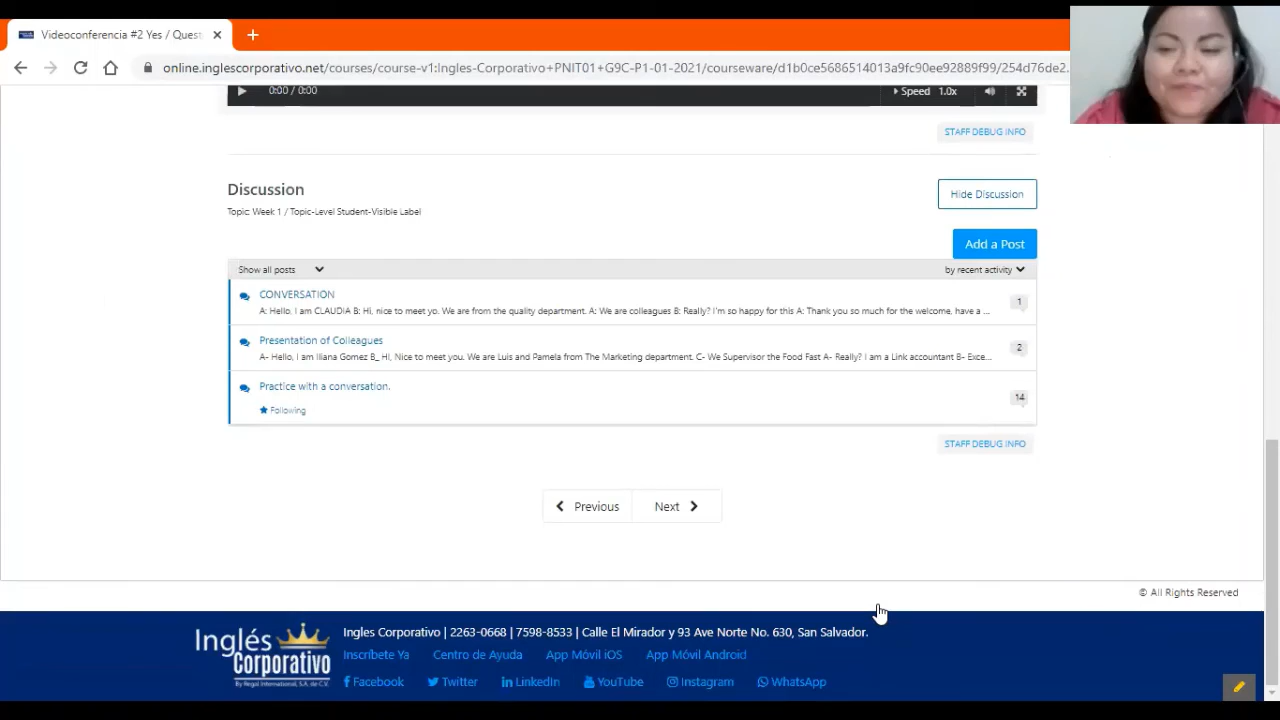 Videoconferencia #2 Yes / Quest
online.inglescorporativo.net/courses/course-v1:Ingles-Corporativo+PNIT01+G9C-P1-01-2021/courseware/d1b0ce5686514013a9fc90ee92889f99/254d76de2.
0:00 / 0:00
Speed 1.0x
STAFF DEBUG INFO
Discussion
Hide Discussion
Topic: Week 1 / Topic-Level Student-Visible Label
Add a Post
Show all posts
by recent activity
CONVERSATION
A: Hello, I am CLAUDIA B: Hi, nice to meet yo. We are from the quality department. A: We are colleagues B: Really? I'm so happy for this A: Thank you so much for the welcome, have a ...
1
Presentation of Colleagues
A- Hello, I am Iliana Gomez B_ HI, Nice to meet you. We are Luis and Pamela from The Marketing department. C- We Supervisor the Food Fast A- Really? I am a Link accountant B- Exce...
2
Practice with a conversation.
14
Following
STAFF DEBUG INFO
Previous
Next
© All Rights Reserved
Inglés Corporativo
By Regal International, S.A. de C.V.
Ingles Corporativo | 2263-0668 | 7598-8533 | Calle El Mirador y 93 Ave Norte No. 630, San Salvador.
Inscríbete Ya
Centro de Ayuda
App Móvil iOS
App Móvil Android
Facebook
Twitter
LinkedIn
YouTube
Instagram
WhatsApp